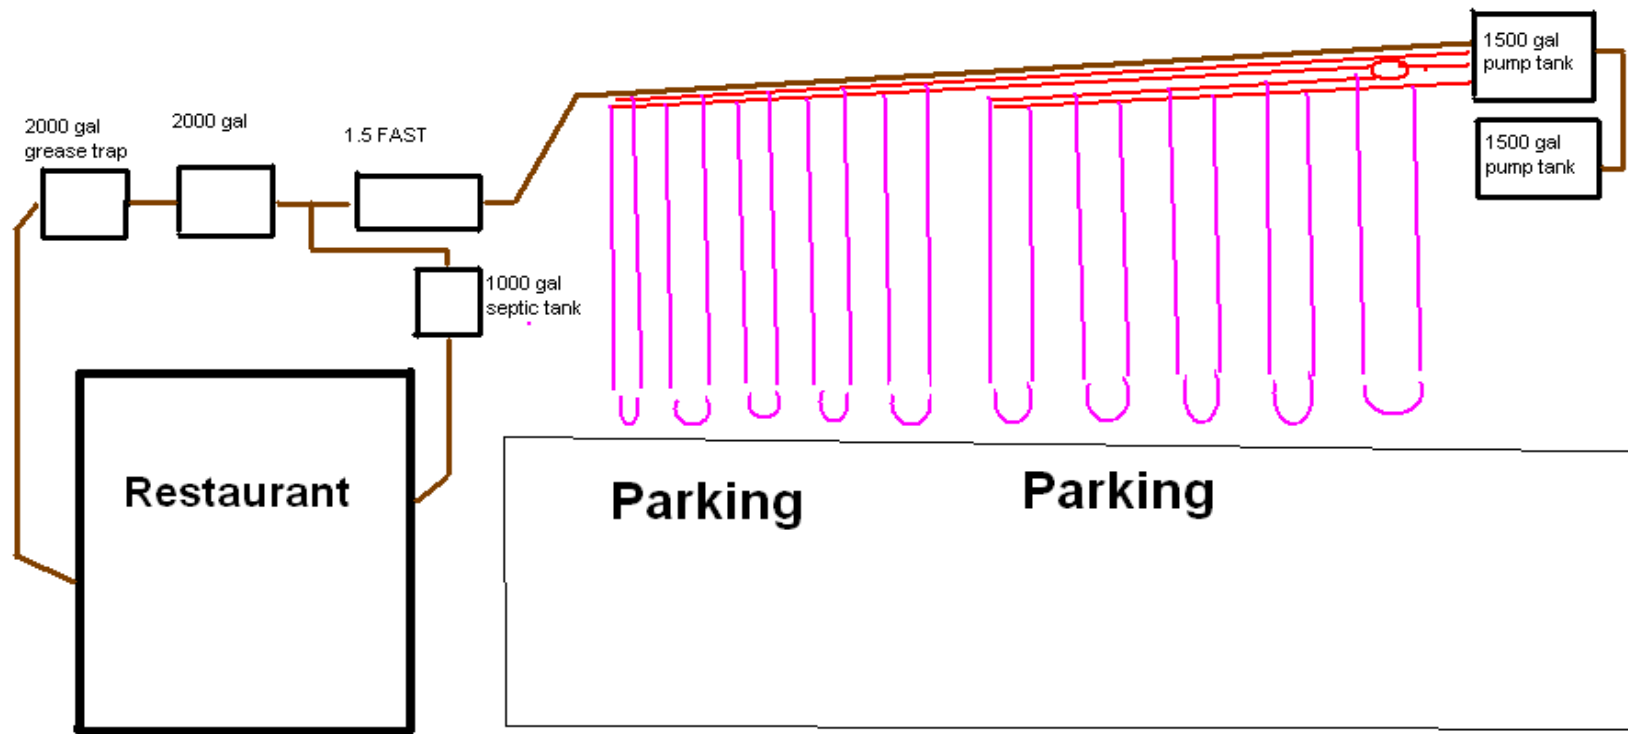 2000 gal
grease trap
2000 gal
1.5 FAST
1500 gal
pump tank
1500 gal
pump tank
1000 gal
septic tank
Restaurant
Parking
Parking